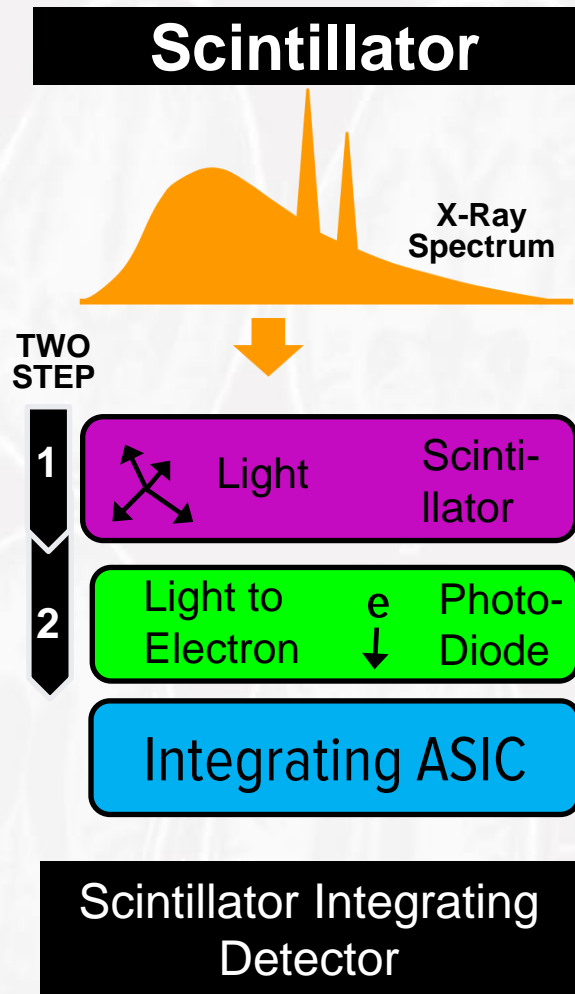 Scintillator
X-Ray
Spectrum
TWO
STEP
1
Light
Scinti-
llator
2
Light to
Electron
e
Photo-
Diode
Integrating ASIC
Scintillator Integrating
Detector